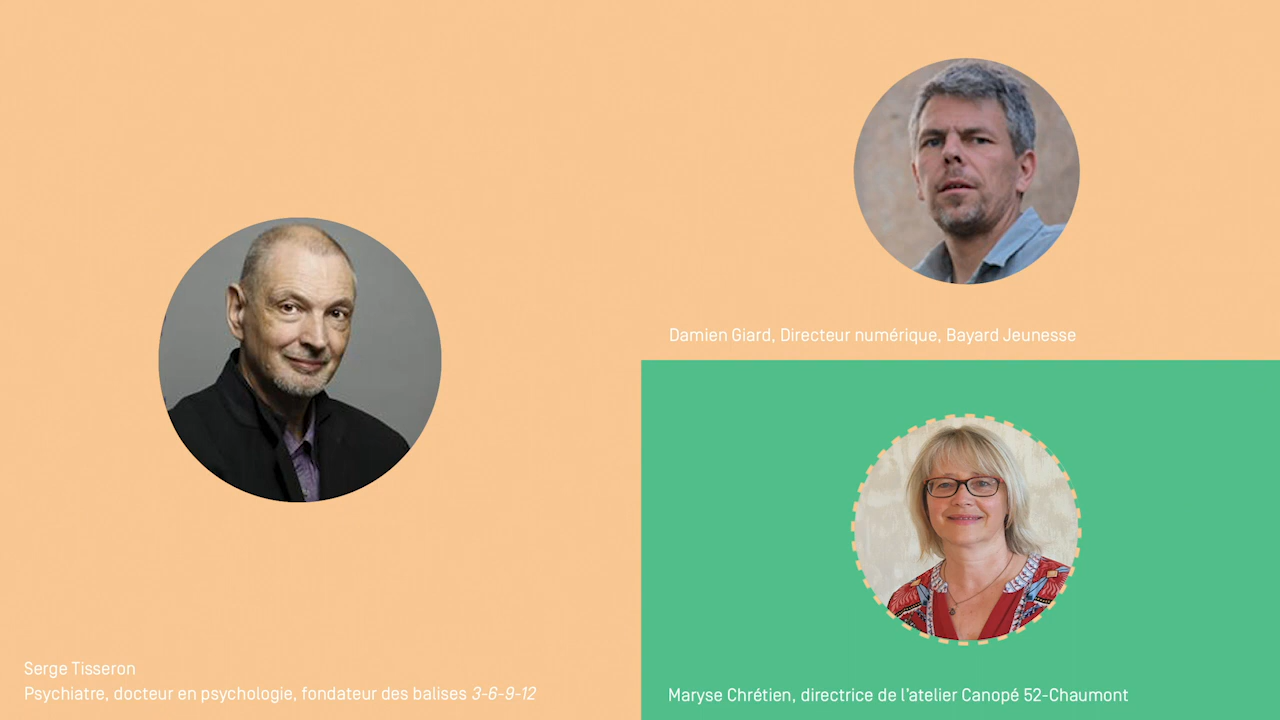 Serge Tisseron
Psychiatre, docteur en psychologie, fondateur des balises 3-6-9-12
Damien Giard, Directeur numérique, Bayard Jeunesse
Maryse Chrétien, directrice de l'atelier Canopé 52-Chaumont